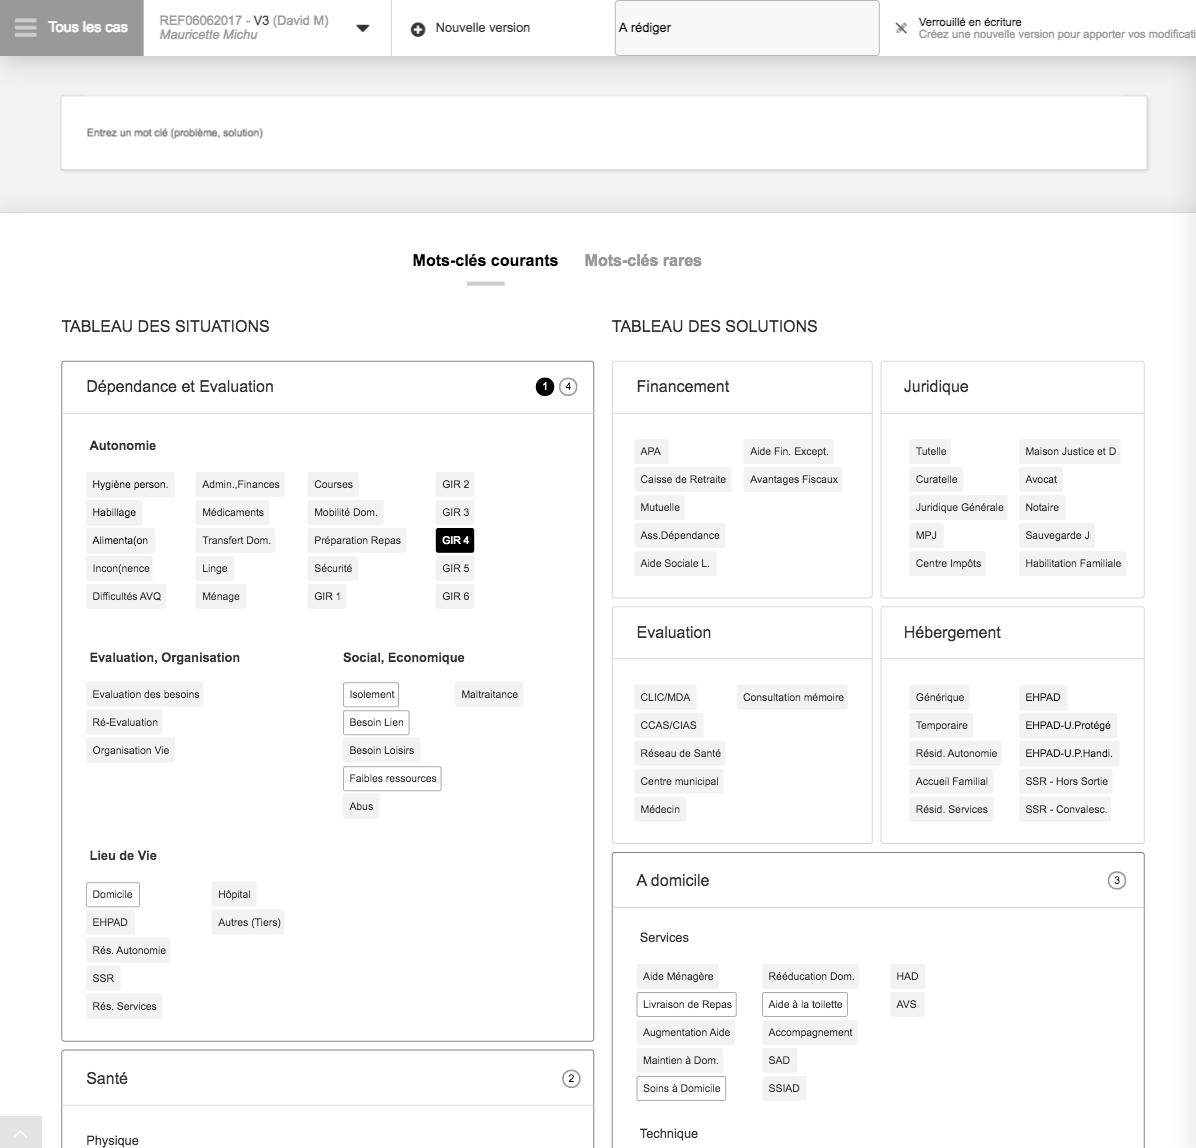 Tous les cas
REF06062017 - V3 (David M)
Mauricette Michu
Nouvelle version
A rédiger
Verrouillé en écriture
Créez une nouvelle version pour apporter vos modificati
Entrez un mot clé (problème, solution)
Mots-clés courants
Mots-clés rares
TABLEAU DES SITUATIONS
Dépendance et Evaluation 1 4
Autonomie
Hygiène person. Admin.,Finances Courses GIR 2
Habillage Médicaments Mobilité Dom. GIR 3
Alimenta(on Transfert Dom. Préparation Repas GIR 4
Incon(nence Linge Sécurité GIR 5
Difficultés AVQ Ménage GIR 1 GIR 6
Evaluation, Organisation
Evaluation des besoins
Ré-Evaluation
Organisation Vie
Social, Economique
Isolement Maltraitance
Besoin Lien
Besoin Loisirs
Faibles ressources
Abus
Lieu de Vie
Domicile Hôpital
EHPAD Autres (Tiers)
Rés. Autonomie
SSR
Rés. Services
Santé 2
Physique
TABLEAU DES SOLUTIONS
Financement
APA Aide Fin. Except.
Caisse de Retraite Avantages Fiscaux
Mutuelle
Ass.Dépendance
Aide Sociale L.
Juridique
Tutelle Maison Justice et D
Curatelle Avocat
Juridique Générale Notaire
MPJ Sauvegarde J
Centre Impôts Habilitation Familiale
Evaluation
CLIC/MDA Consultation mémoire
CCAS/CIAS
Réseau de Santé
Centre municipal
Médecin
Hébergement
Générique EHPAD
Temporaire EHPAD-U.Protégé
Résid. Autonomie EHPAD-U.P.Handi.
Accueil Familial SSR - Hors Sortie
Résid. Services SSR - Convalesc.
A domicile 3
Services
Aide Ménagère Rééducation Dom. HAD
Livraison de Repas Aide à la toilette AVS
Augmentation Aide Accompagnement
Maintien à Dom. SAD
Soins à Domicile SSIAD
Technique